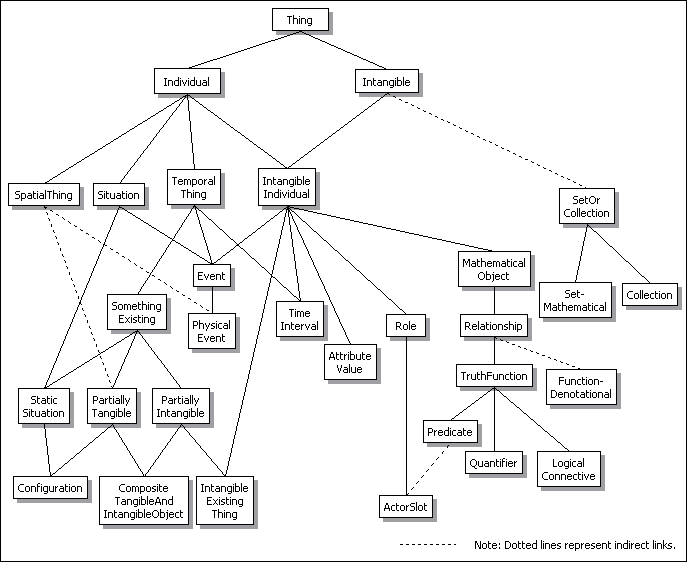 Thing
Individual
Intangible
SpatialThing
Situation
Temporal
Thing
Intangible
Individual
SetOr
Collection
Event
Mathematical
Object
Something
Existing
Physical
Event
Time
Interval
Role
Relationship
Set-
Mathematical
Collection
Attribute
Value
TruthFunction
Function-
Denotational
Static
Situation
Partially
Tangible
Partially
Intangible
Predicate
Quantifier
Logical
Connective
Configuration
Composite
TangibleAnd
IntangibleObject
Intangible
Existing
Thing
ActorSlot
Note: Dotted lines represent indirect links.